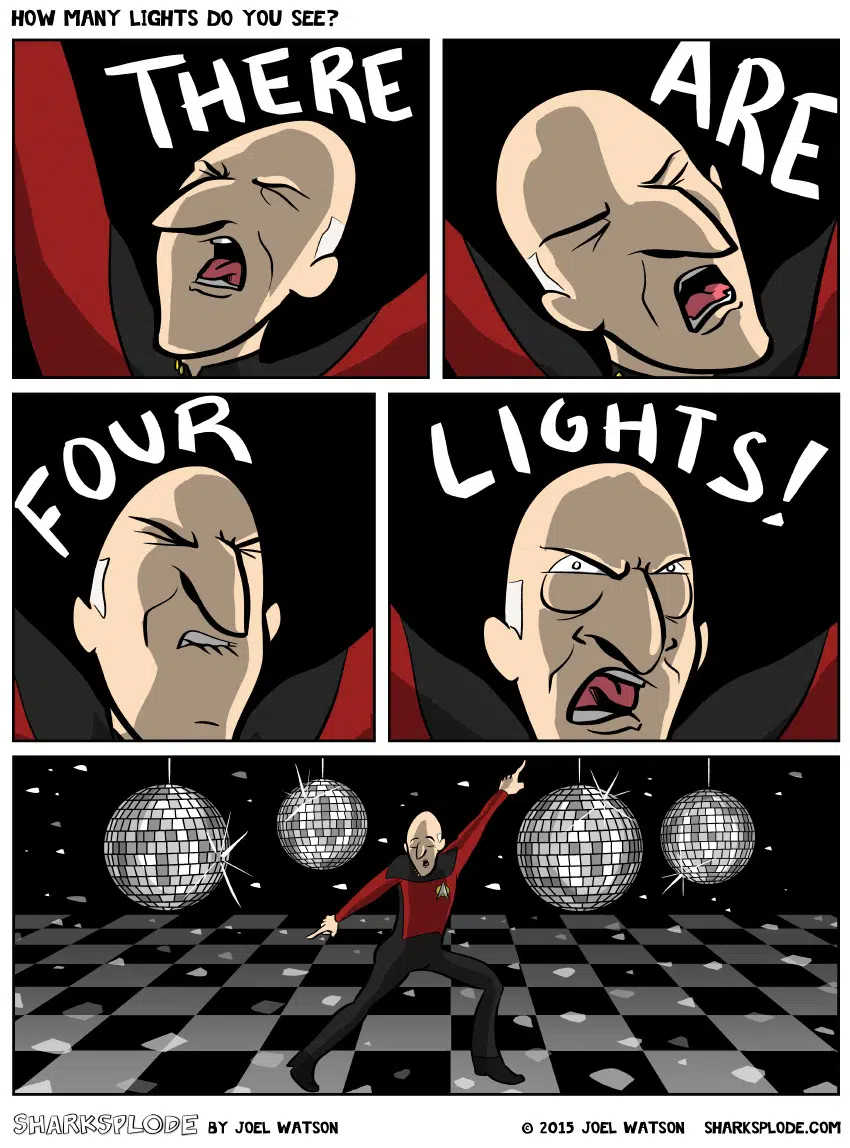 HOW MANY LIGHTS DO YOU SEE?
THERE
ARE
FOUR
LIGHTS!
SHARKSPLODE BY JOEL WATSON © 2015 JOEL WATSON SHARKSPLODE.COM